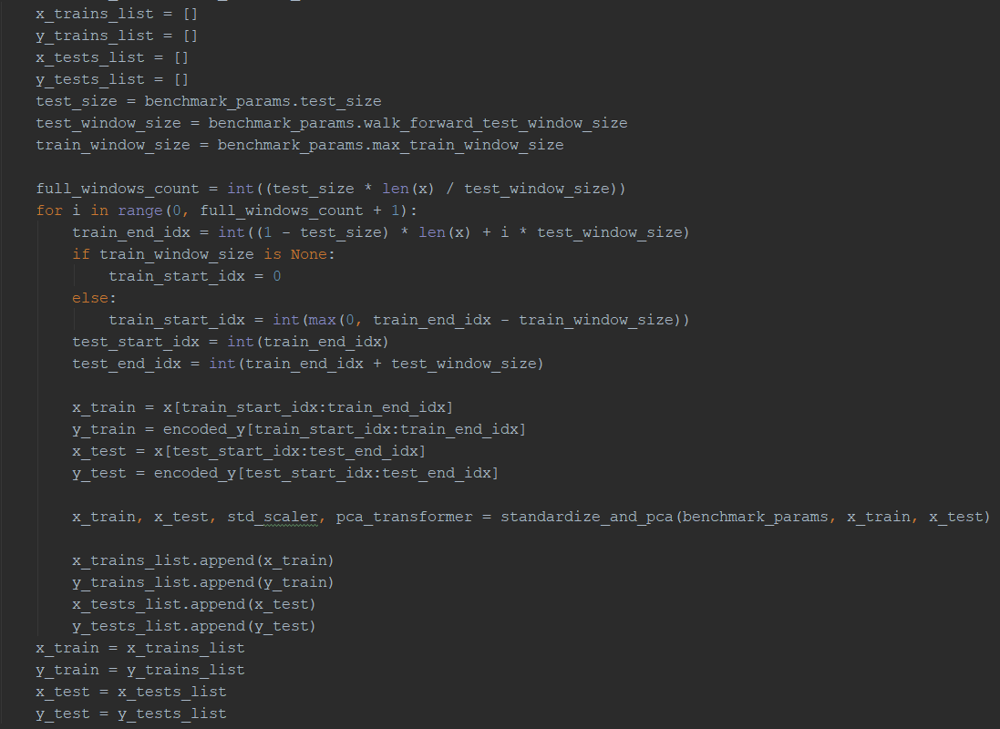 x_trains_list = []
y_trains_list = []
x_tests_list = []
y_tests_list = []
test_size = benchmark_params.test_size
test_window_size = benchmark_params.walk_forward_test_window_size
train_window_size = benchmark_params.max_train_window_size

full_windows_count = int((test_size * len(x) / test_window_size))
for i in range(0, full_windows_count + 1):
    train_end_idx = int((1 - test_size) * len(x) + i * test_window_size)
    if train_window_size is None:
        train_start_idx = 0
    else:
        train_start_idx = int(max(0, train_end_idx - train_window_size))
    test_start_idx = int(train_end_idx)
    test_end_idx = int(train_end_idx + test_window_size)

    x_train = x[train_start_idx:train_end_idx]
    y_train = encoded_y[train_start_idx:train_end_idx]
    x_test = x[test_start_idx:test_end_idx]
    y_test = encoded_y[test_start_idx:test_end_idx]

    x_train, x_test, std_scaler, pca_transformer = standardize_and_pca(benchmark_params, x_train, x_test)

    x_trains_list.append(x_train)
    y_trains_list.append(y_train)
    x_tests_list.append(x_test)
    y_tests_list.append(y_test)
x_train = x_trains_list
y_train = y_trains_list
x_test = x_tests_list
y_test = y_tests_list